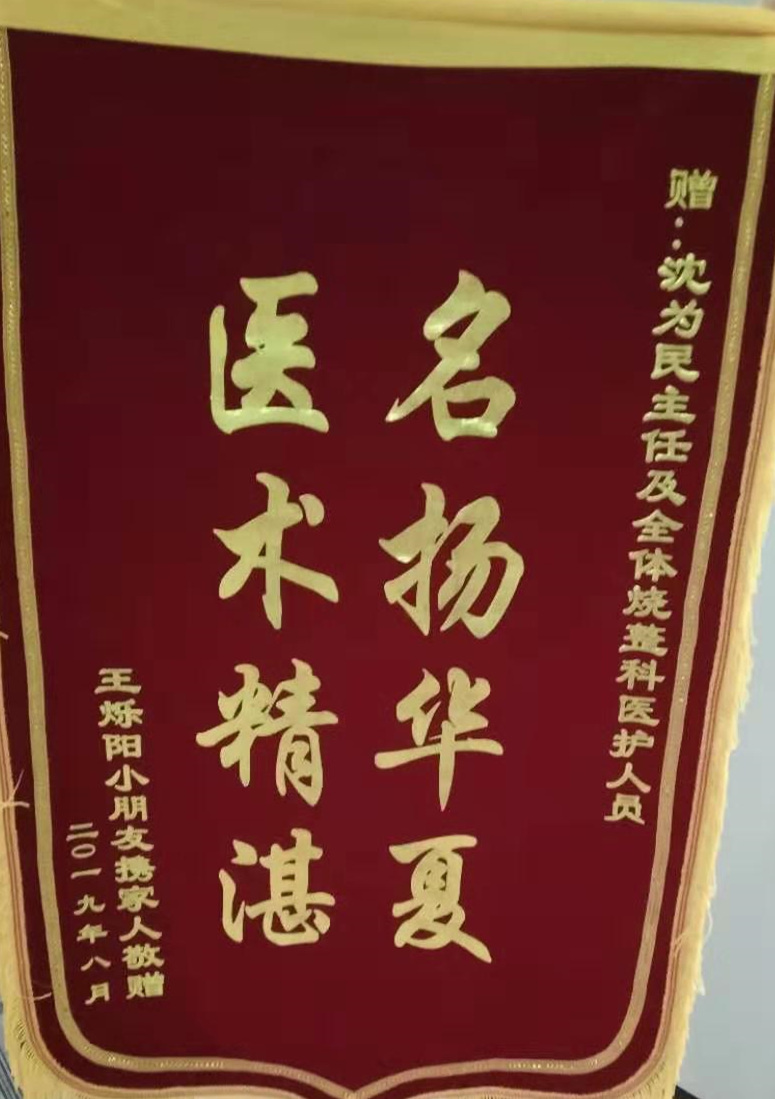 赠：沈为民主任及全体烧整科医护人员
名扬华夏
医术精湛
王烁阳小朋友携家人敬赠
二〇一九年八月